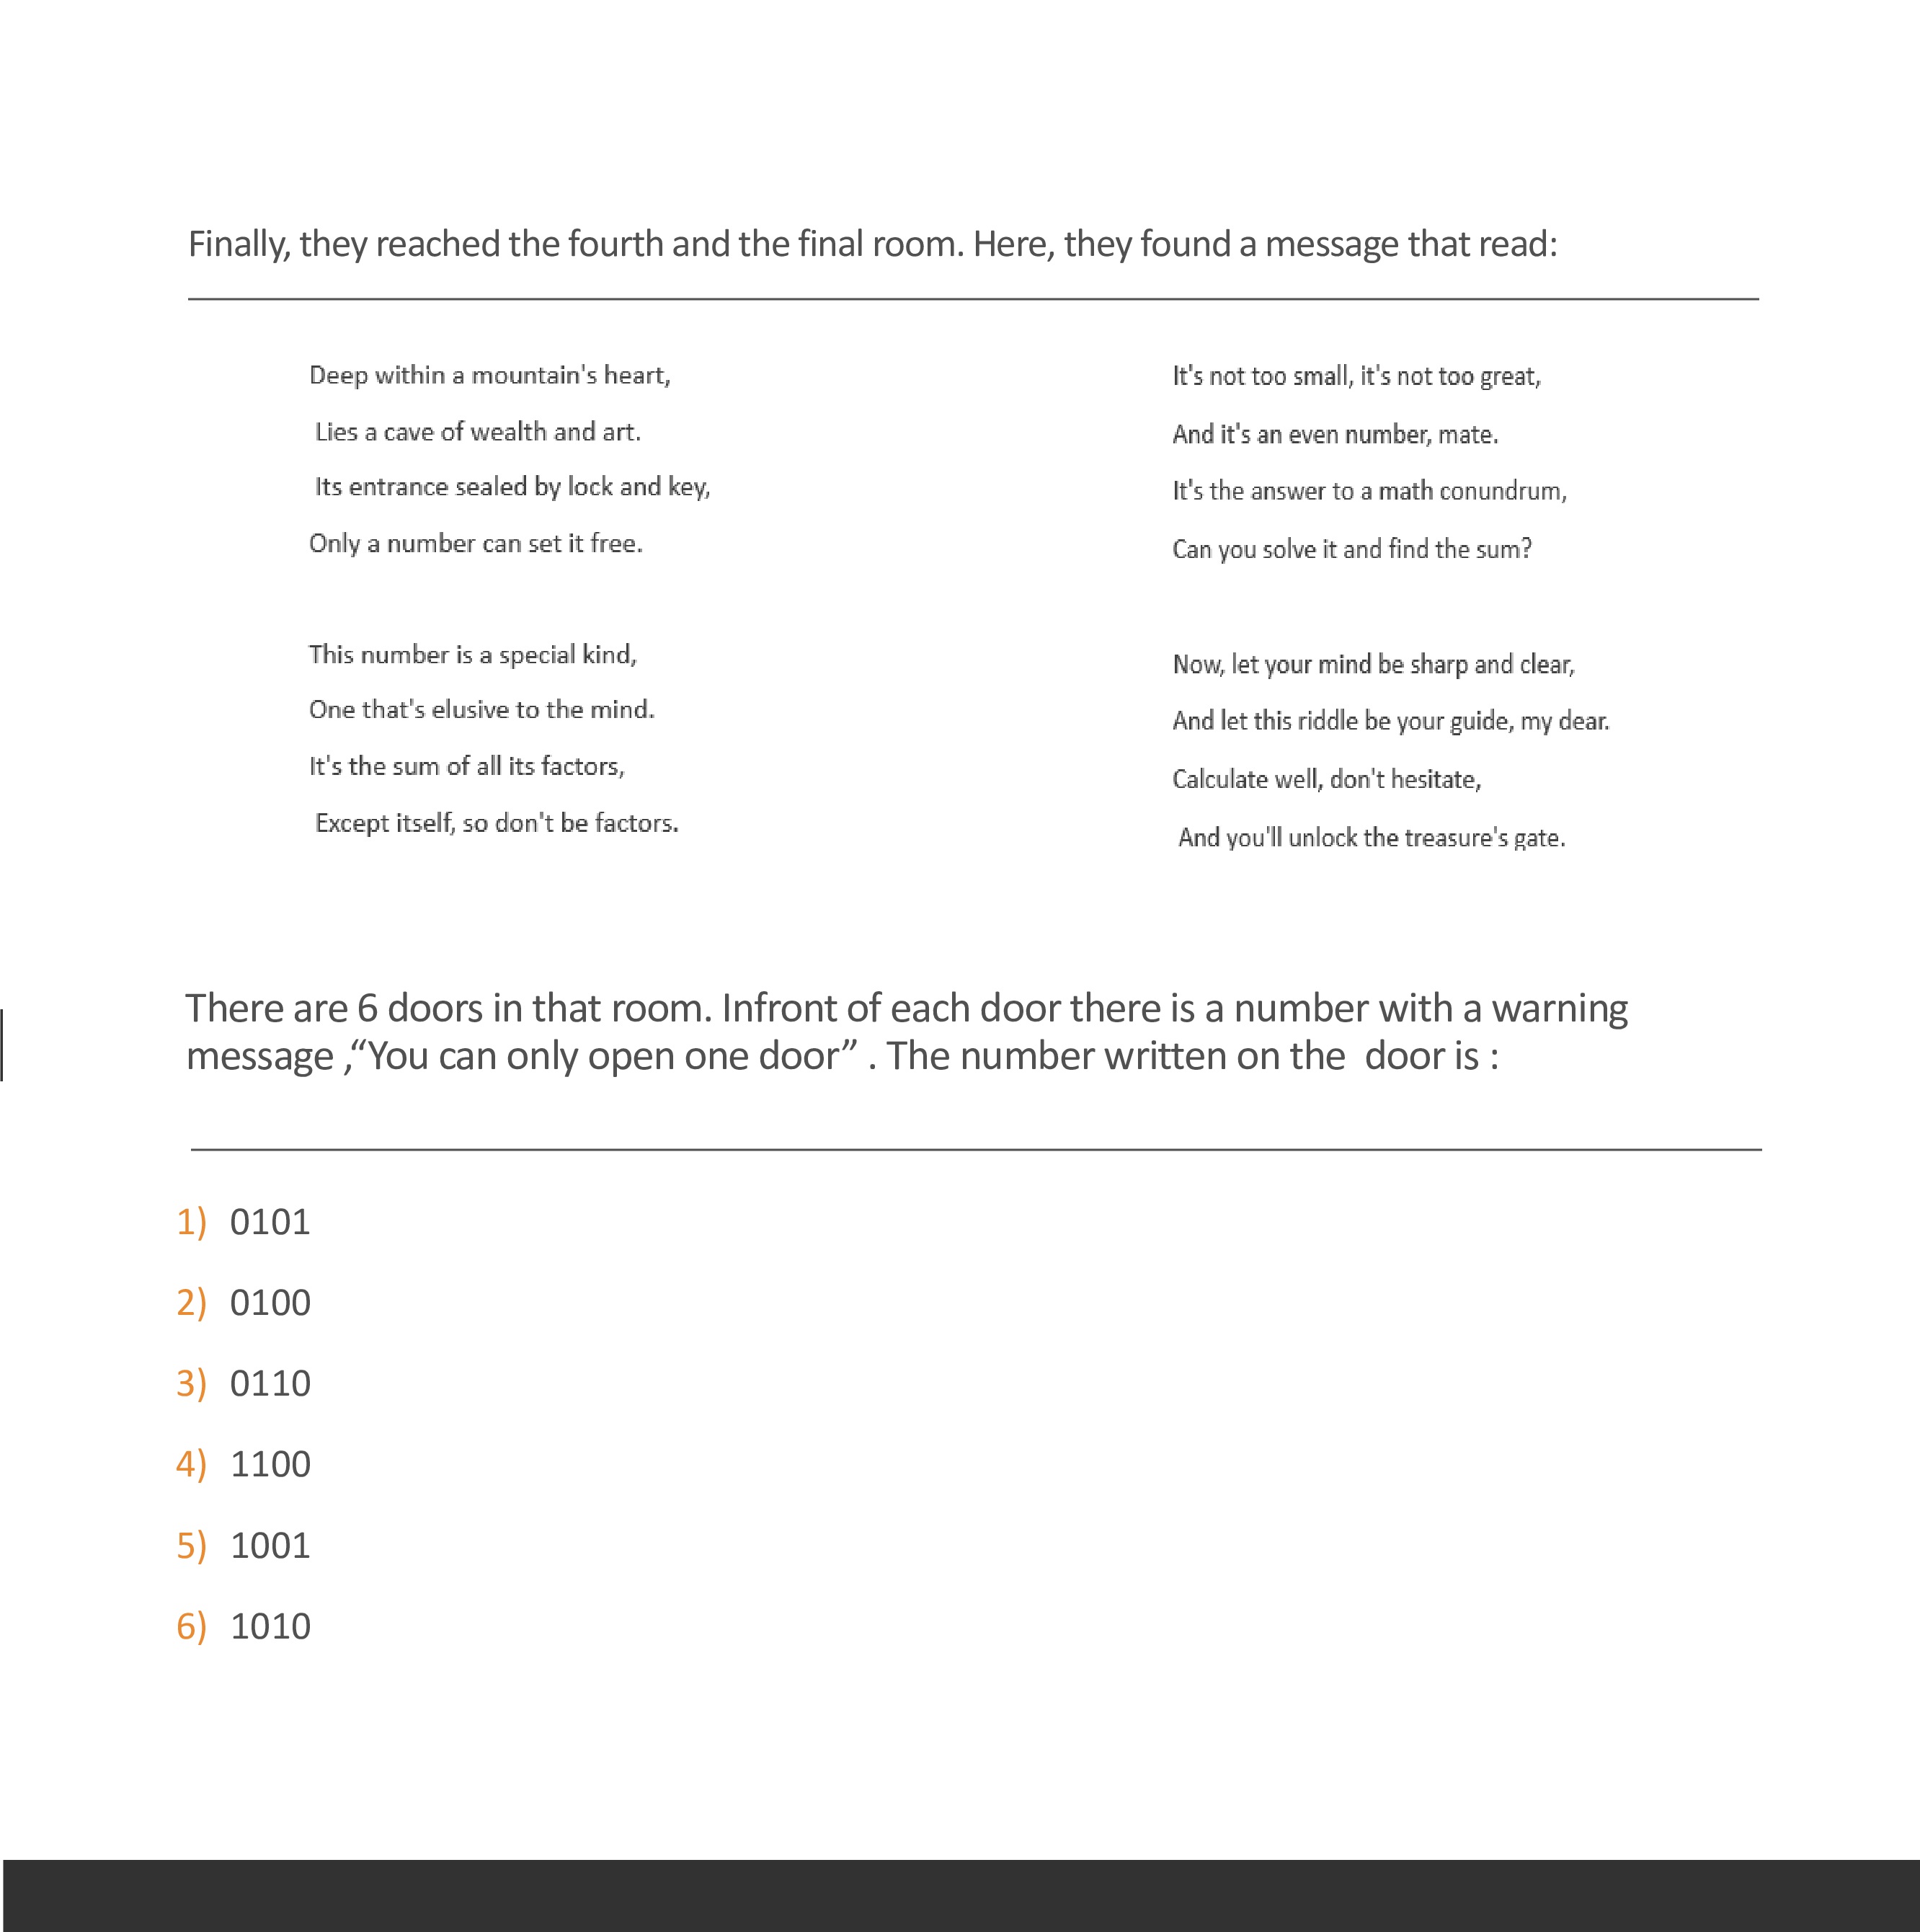 Finally, they reached the fourth and the final room. Here, they found a message that read:
Deep within a mountain's heart,
Lies a cave of wealth and art.
Its entrance sealed by lock and key,
Only a number can set it free.
This number is a special kind,
One that's elusive to the mind.
It's the sum of all its factors,
Except itself, so don't be factors.
It's not too small, it's not too great,
And it's an even number, mate.
It's the answer to a math conundrum,
Can you solve it and find the sum?
Now, let your mind be sharp and clear,
And let this riddle be your guide, my dear.
Calculate well, don't hesitate,
And you'll unlock the treasure's gate.
There are 6 doors in that room. Infront of each door there is a number with a warning
message ,“You can only open one door” . The number written on the door is :
1) 0101
2) 0100
3) 0110
4) 1100
5) 1001
6) 1010